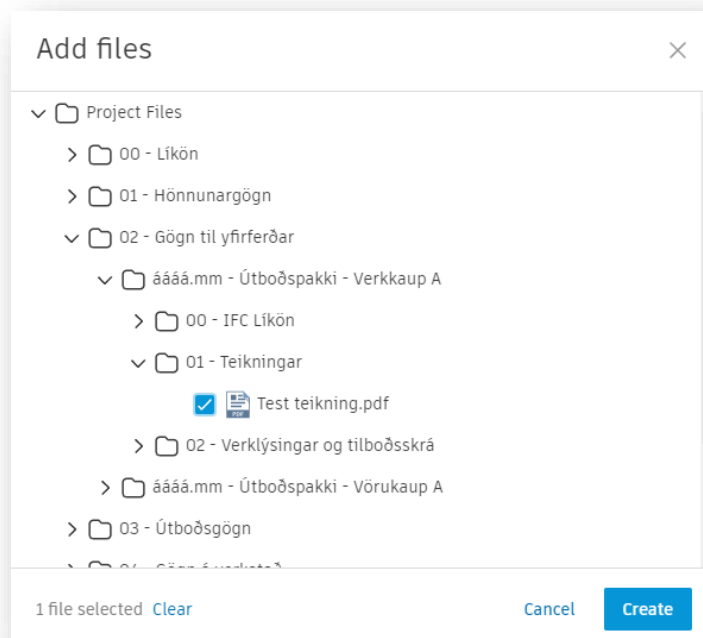 Add files
Project Files
00 - Líkön
01 - Hönnunargögn
02 - Gögn til yfirferðar
áááá.mm - Útboðspakki - Verkkaup A
00 - IFC Líkön
01 - Teikningar
PDF Test teikning.pdf
02 - Verklýsingar og tilboðsskrá
áááá.mm - Útboðspakki - Vörukaup A
03 - Útboðsgögn
1 file selected Clear Cancel Create